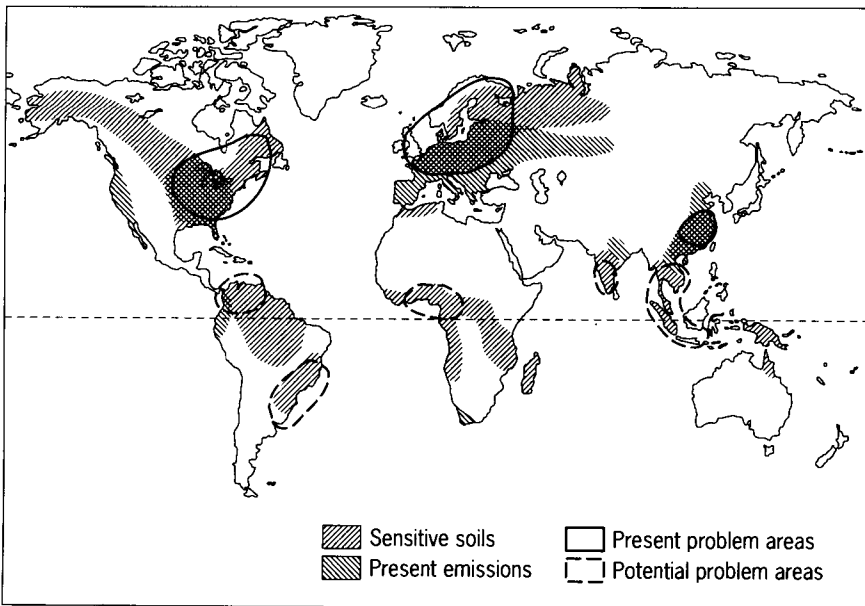 Sensitive soils
Present emissions
Present problem areas
Potential problem areas